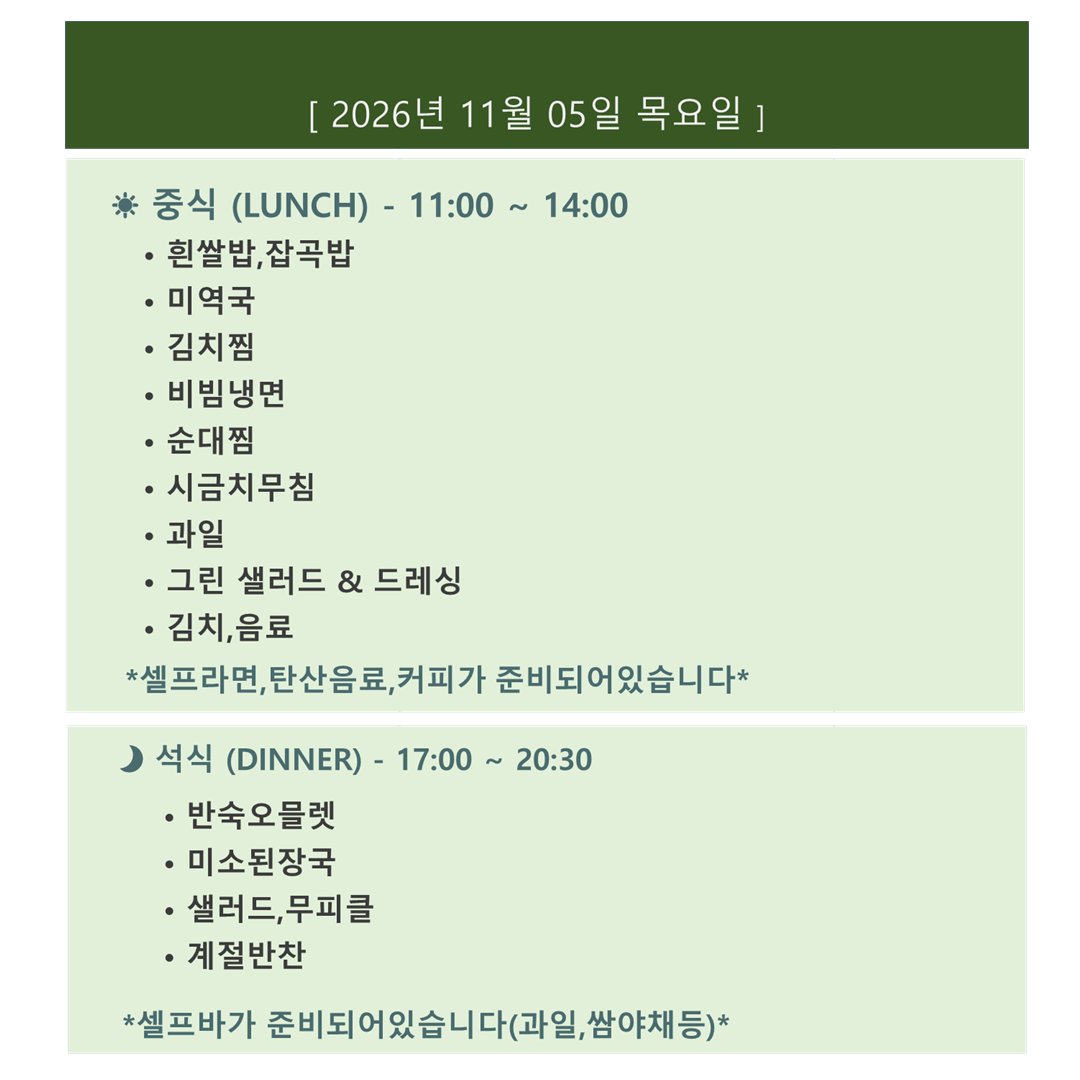 [ 2026년 11월 05일 목요일 ]
중식 (LUNCH) - 11:00 ~ 14:00
• 흰쌀밥,잡곡밥
• 미역국
• 김치찜
• 비빔냉면
• 순대찜
• 시금치무침
• 과일
• 그린 샐러드 & 드레싱
• 김치,음료
*셀프라면,탄산음료,커피가 준비되어있습니다*
석식 (DINNER) - 17:00 ~ 20:30
• 반숙오믈렛
• 미소된장국
• 샐러드,무피클
• 계절반찬
*셀프바가 준비되어있습니다(과일,쌈야채등)*